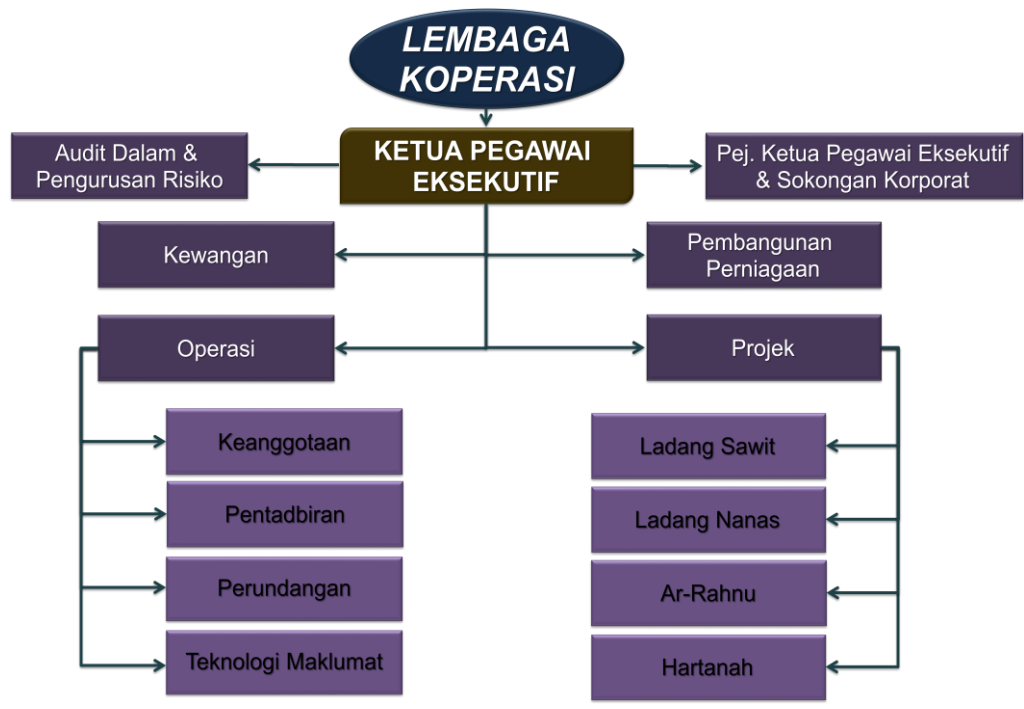 LEMBAGA
KOPERASI
KETUA PEGAWAI
EKSEKUTIF
Audit Dalam &
Pengurusan Risiko
Pej. Ketua Pegawai Eksekutif
& Sokongan Korporat
Kewangan
Pembangunan
Perniagaan
Operasi
Projek
Keanggotaan
Pentadbiran
Perundangan
Teknologi Maklumat
Ladang Sawit
Ladang Nanas
Ar-Rahnu
Hartanah